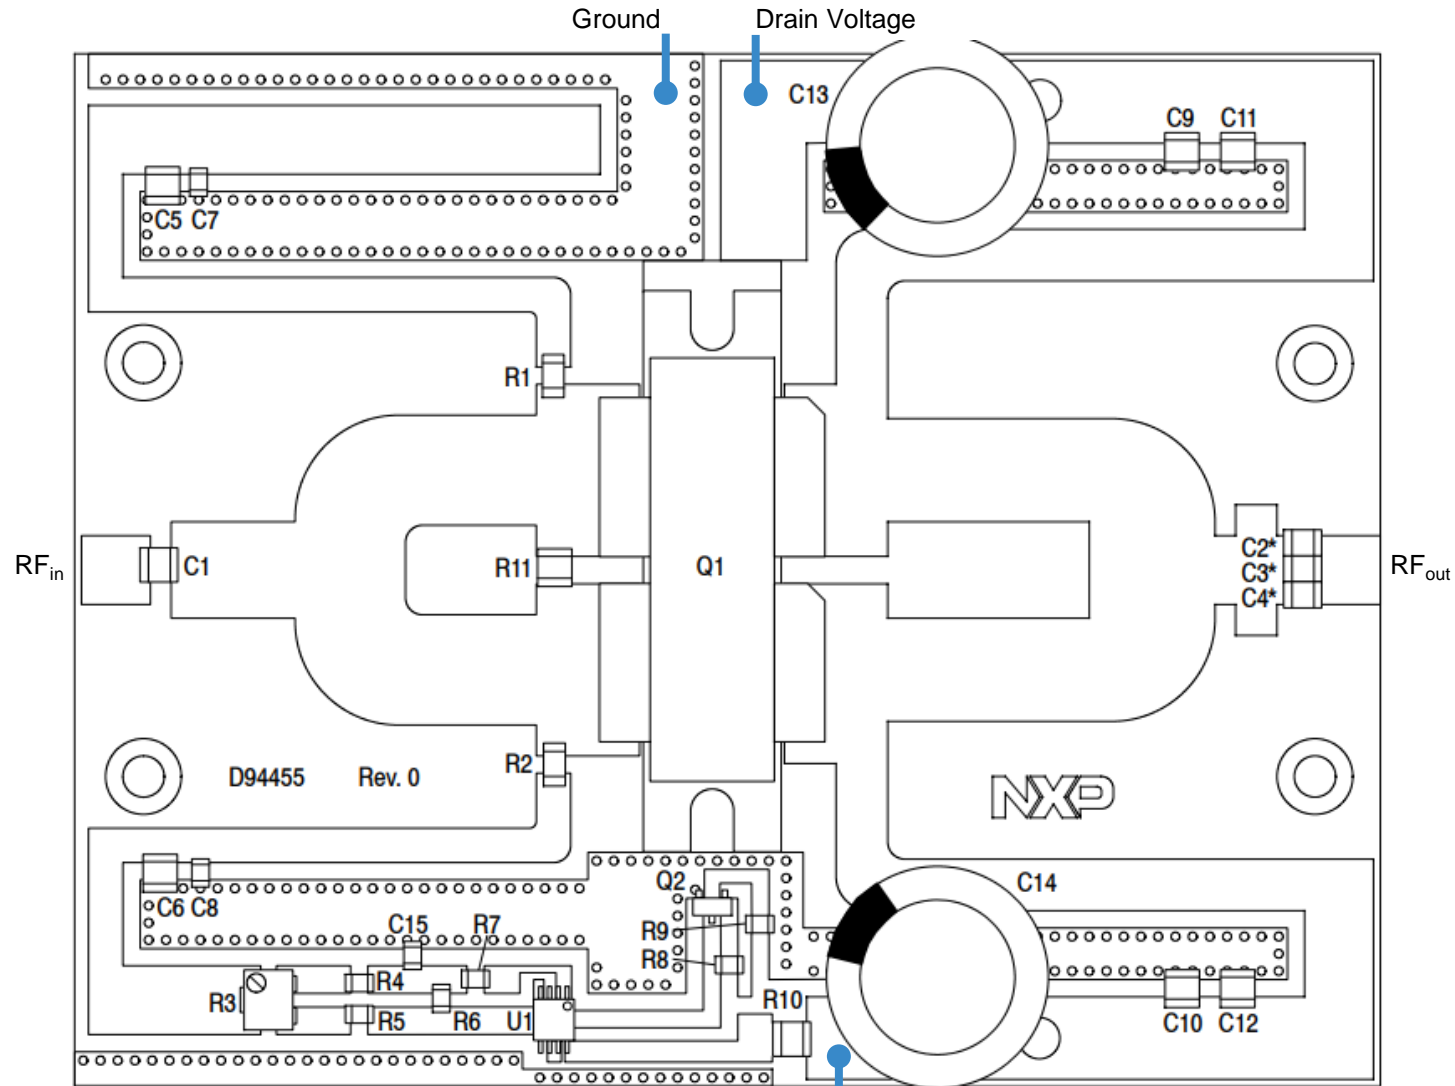 Ground Drain Voltage
C13
C9 C11
C5 C7
R1
RFin C1 R11 Q1 C2* RFout
C3*
C4*
R2
D94455 Rev. 0
NXP
Q2 C14
C6 C8
C15 R7 R9
R8
R4
R3 R10
R5 R6 U1 C10 C12